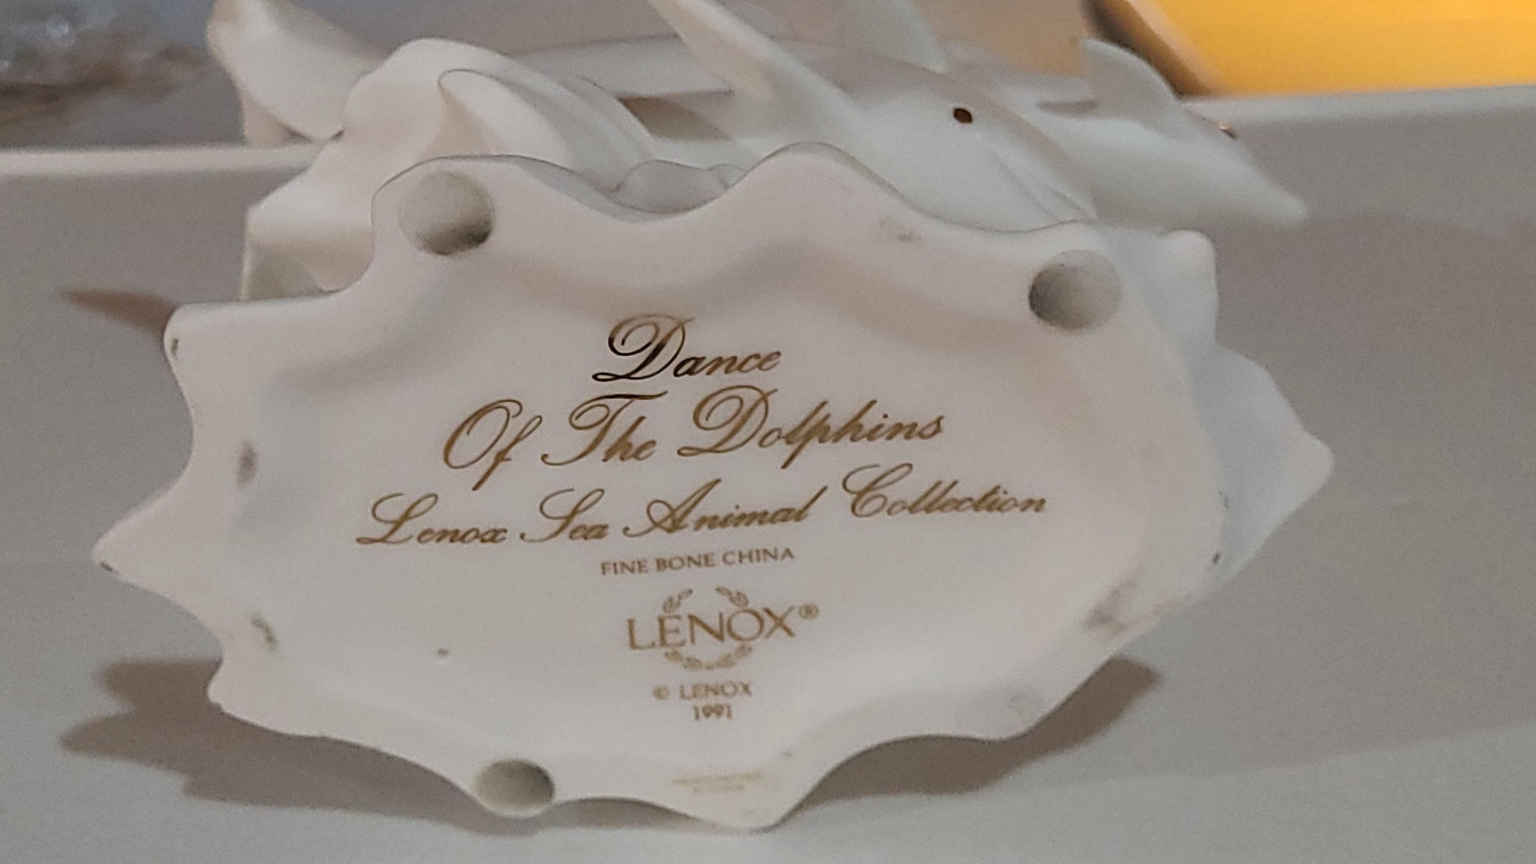 Dance
Of The Dolphins
Lenox Sea Animal Collection
FINE BONE CHINA
LENOX®
© LENOX
1991